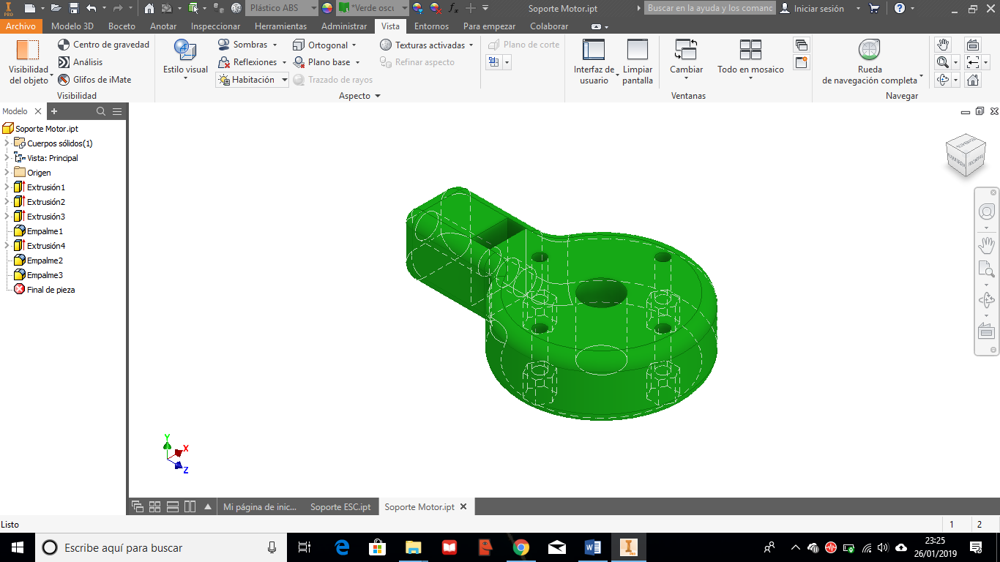 PRO
Plástico ABS
*Verde oscu
fx
Soporte Motor.ipt
Buscar en la ayuda y los comanc
Iniciar sesión
Archivo
Modelo 3D
Boceto
Anotar
Inspeccionar
Herramientas
Administrar
Vista
Entornos
Para empezar
Colaborar
Visibilidad
del objeto
Centro de gravedad
Análisis
Glifos de iMate
Visibilidad
Estilo visual
Sombras
Reflexiones
Habitación
Ortogonal
Plano base
Trazado de rayos
Texturas activadas
Refinar aspecto
Aspecto
Plano de corte
Interfaz de
usuario
Limpiar
pantalla
Cambiar
Todo en mosaico
Ventanas
Rueda
de navegación completa
Navegar
Modelo
Soporte Motor.ipt
Cuerpos sólidos(1)
Vista: Principal
Origen
Extrusión1
Extrusión2
Extrusión3
Empalme1
Extrusión4
Empalme2
Empalme3
Final de pieza
Y
X
Z
Mi página de inic...
Soporte ESC.ipt
Soporte Motor.ipt
Listo
1
2
Escribe aquí para buscar
23:25
26/01/2019